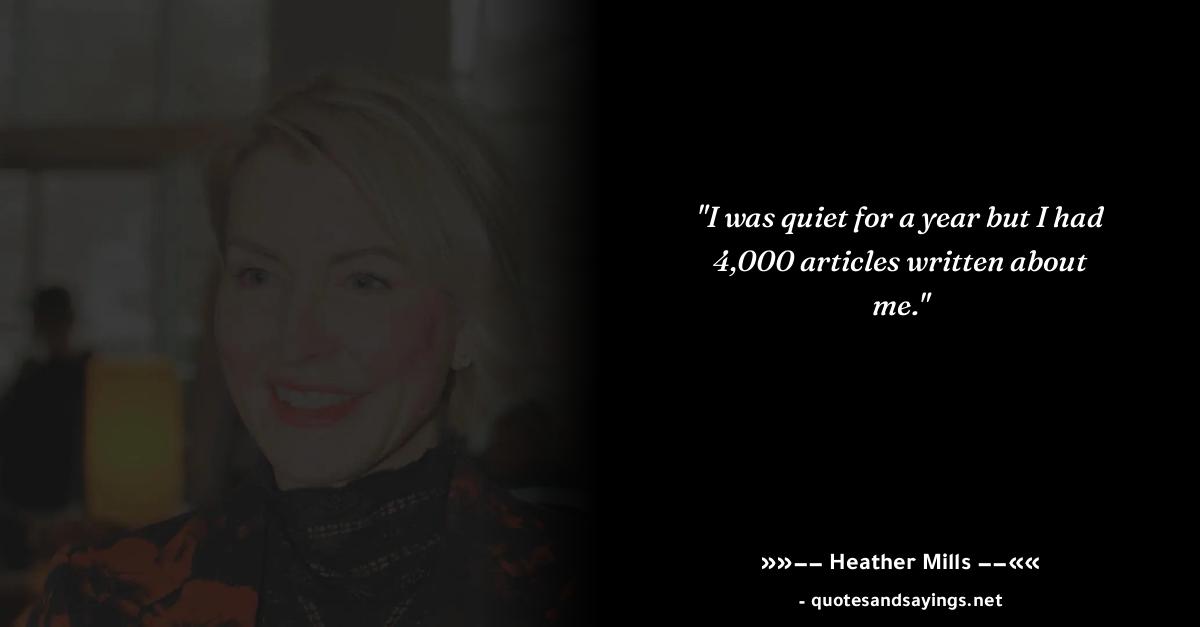 "I was quiet for a year but I had
4,000 articles written about
me."
»»−− Heather Mills −−««
- quotesandsayings.net